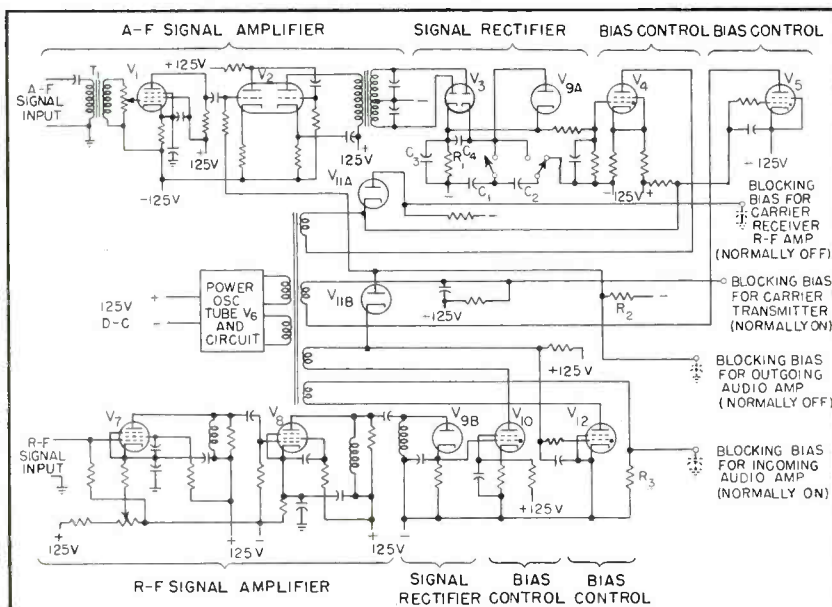 A-F SIGNAL AMPLIFIER
SIGNAL RECTIFIER
BIAS CONTROL
BIAS CONTROL
A-F
SIGNAL
INPUT
T1
V1
+125V
V2
+
125V
-125V
+
125V
V3
V9A
V4
V5
C3
R1
C4
C1
C2
-125V +
-125V
V11A
BLOCKING
BIAS FOR
CARRIER
RECEIVER
R-F AMP
(NORMALLY OFF)
125V
D-C
+
-
POWER
OSC
TUBE V6
AND
CIRCUIT
V11B
-125V
R2
BLOCKING BIAS
FOR CARRIER
TRANSMITTER
(NORMALLY ON)
+125V
BLOCKING BIAS
FOR OUTGOING
AUDIO AMP
(NORMALLY OFF)
R-F
SIGNAL
INPUT
V7
V8
V9B
V10
V12
R3
BLOCKING BIAS
FOR INCOMING
AUDIO AMP
(NORMALLY ON)
+125V
+
125V
+ -
125V
+ -
125V
R-F SIGNAL AMPLIFIER
SIGNAL
RECTIFIER
BIAS
CONTROL
BIAS
CONTROL